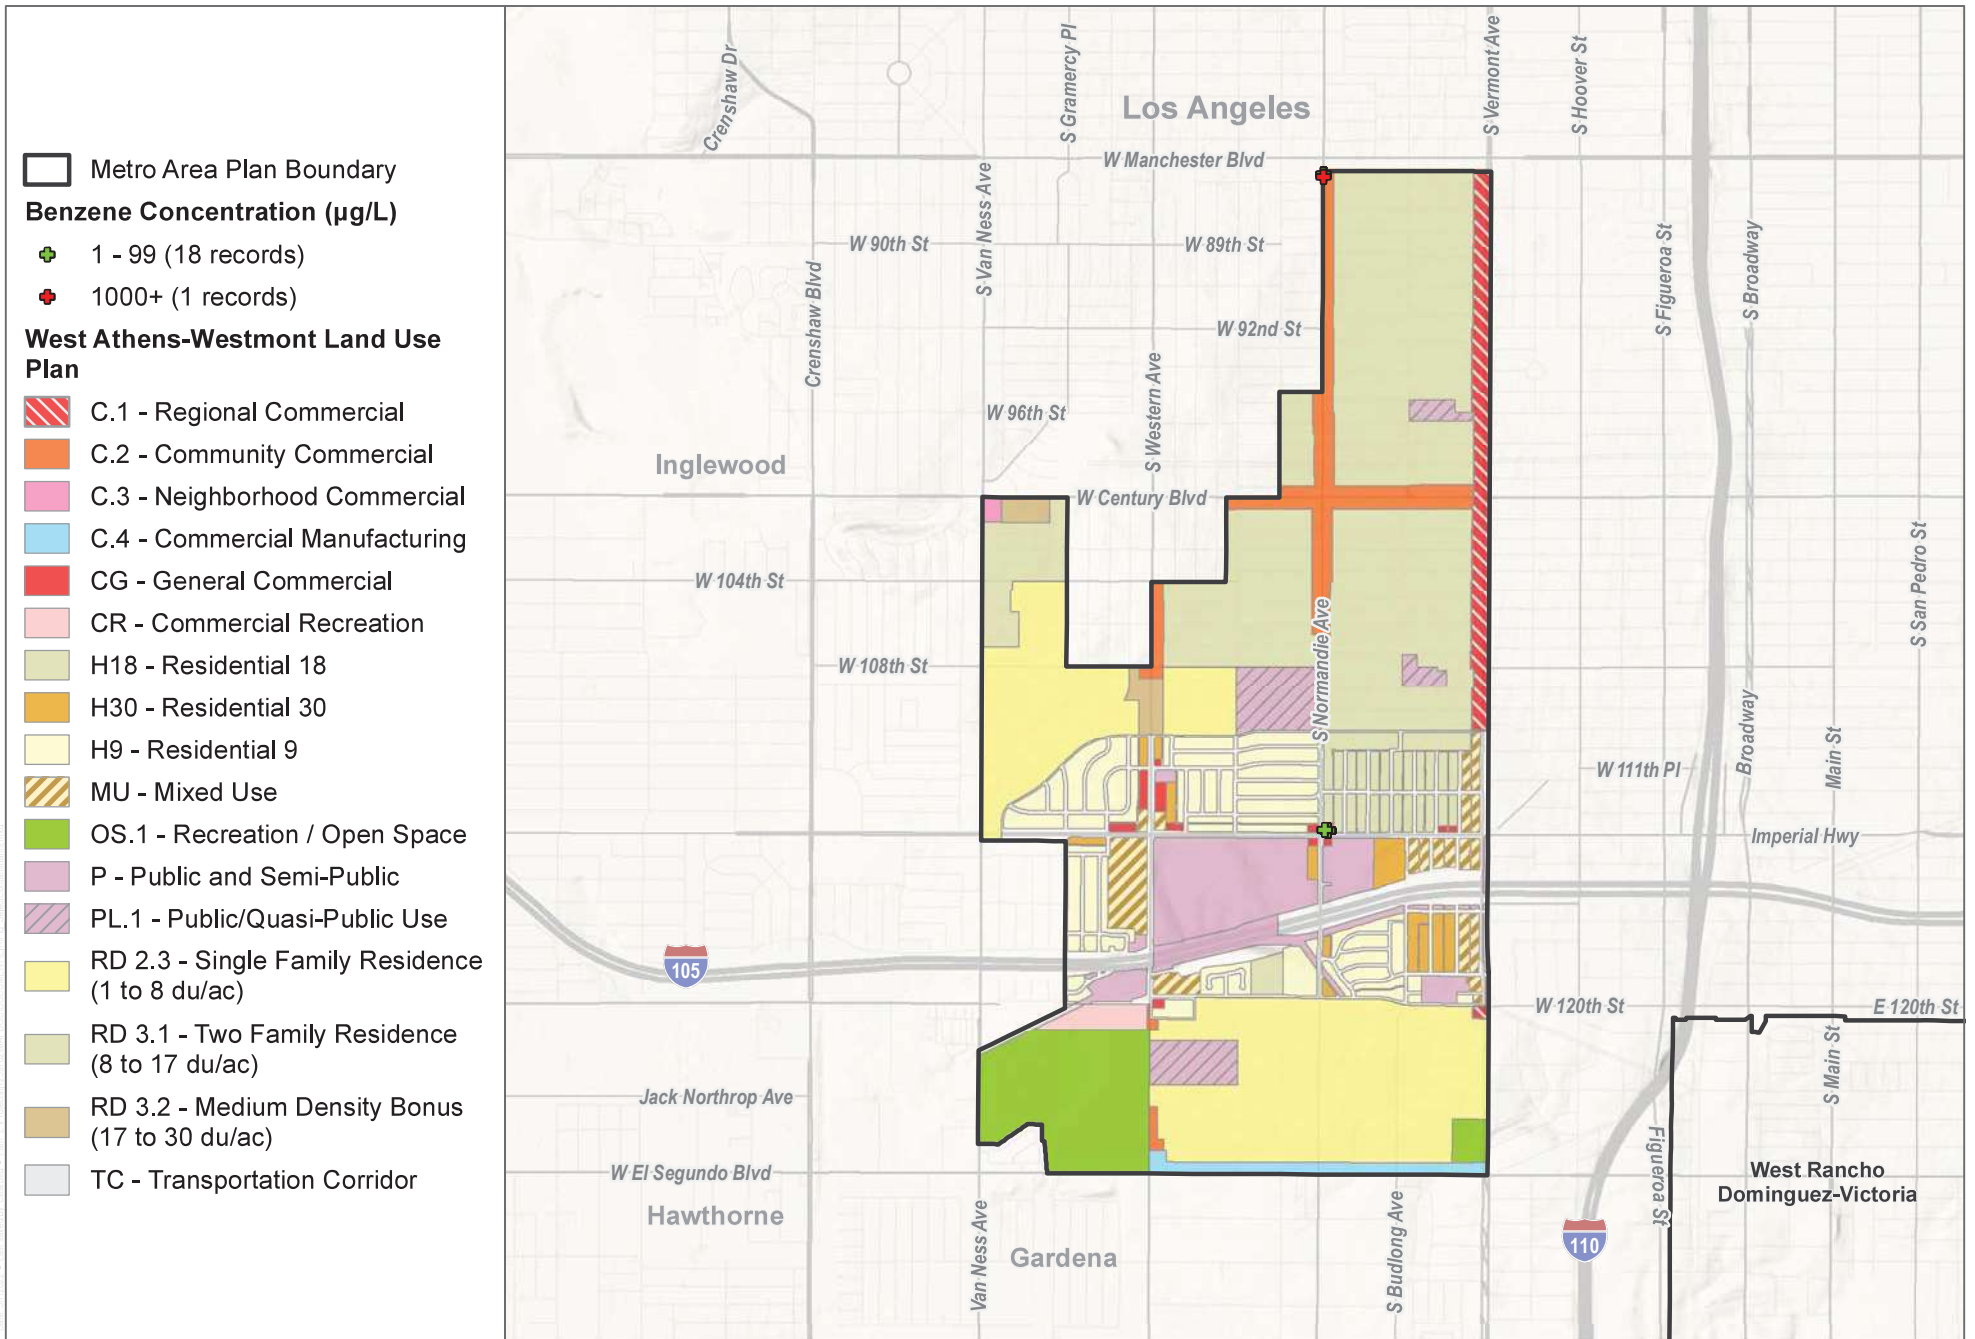 Metro Area Plan Boundary
Benzene Concentration (µg/L)
1 - 99 (18 records)
1000+ (1 records)
West Athens-Westmont Land Use
Plan
C.1 - Regional Commercial
C.2 - Community Commercial
C.3 - Neighborhood Commercial
C.4 - Commercial Manufacturing
CG - General Commercial
CR - Commercial Recreation
H18 - Residential 18
H30 - Residential 30
H9 - Residential 9
MU - Mixed Use
OS.1 - Recreation / Open Space
P - Public and Semi-Public
PL.1 - Public/Quasi-Public Use
RD 2.3 - Single Family Residence
(1 to 8 du/ac)
RD 3.1 - Two Family Residence
(8 to 17 du/ac)
RD 3.2 - Medium Density Bonus
(17 to 30 du/ac)
TC - Transportation Corridor
Crenshaw Dr
S Gramercy Pl
S Vermont Ave
S Hoover St
Los Angeles
W Manchester Blvd
S Van Ness Ave
W 90th St
W 89th St
S Figueroa St
S Broadway
Crenshaw Blvd
W 92nd St
S Western Ave
W 96th St
Inglewood
W Century Blvd
W 104th St
S San Pedro St
S Normandie Ave
W 108th St
Broadway
Main St
W 111th Pl
Imperial Hwy
105
W 120th St
E 120th St
S Main St
Jack Northrop Ave
Figueroa St
W El Segundo Blvd
West Rancho
Dominguez-Victoria
Hawthorne
Van Ness Ave
S Budlong Ave
Gardena
110